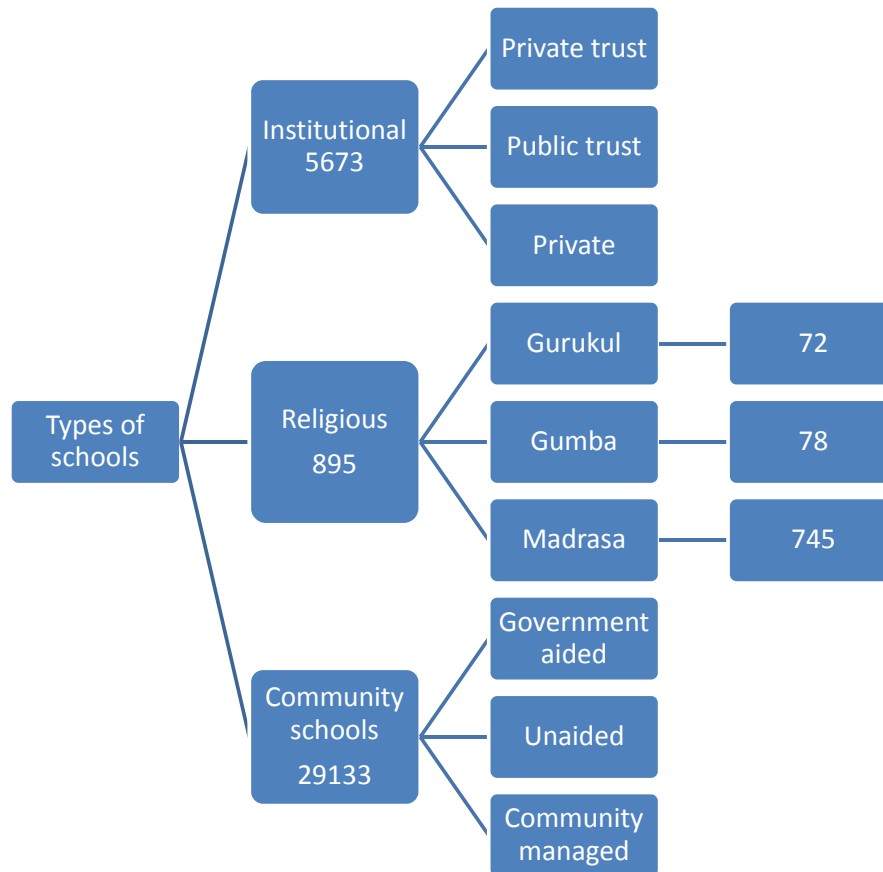 Types of
schools
Institutional
5673
Private trust
Public trust
Private
Religious
895
Gurukul
72
Gumba
78
Madrasa
745
Community
schools
29133
Government
aided
Unaided
Community
managed